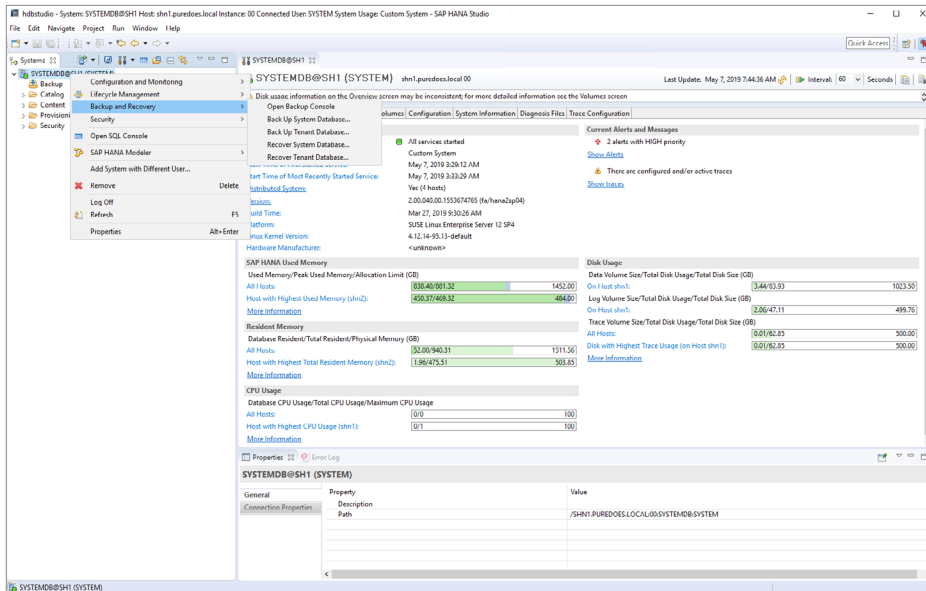 hdbstudio - System: SYSTEMDB@SH1 Host: shn1.puredoes.local Instance: 00 Connected User: SYSTEM System Usage: Custom System - SAP HANA Studio
File Edit Navigate Project Run Window Help
Quick Access
Systems
SYSTEMDB@SH1 (SYSTEM)
Backup
Catalog
Content
Provisioni
Security
Configuration and Monitoring
Lifecycle Management
Backup and Recovery
Security
Open SQL Console
SAP HANA Modeler
Add System with Different User...
Remove Delete
Log Off
Refresh F5
Properties Alt+Enter
Open Backup Console
Back Up System Database...
Back Up Tenant Database...
Recover System Database...
Recover Tenant Database...
SYSTEMDB@SH1
SYSTEMDB@SH1 (SYSTEM) shn1.puredoes.local 00
Last Update: May 7, 2019 7:44:36 AM Interval: 60 Seconds
Disk usage information on the Overview screen may be inconsistent; for more detailed information see the Volumes screen
olumes Configuration System Information Diagnosis Files Trace Configuration
All services started
Custom System
May 7, 2019 3:29:12 AM
tart Time of Most Recently Started Service: May 7, 2019 3:33:29 AM
istributed System: Yes (4 hosts)
ersion: 2.00.040.00.1553674765 (fa/hana2sp04)
uild Time: Mar 27, 2019 9:30:26 AM
latform: SUSE Linux Enterprise Server 12 SP4
inux Kernel Version: 4.12.14-95.13-default
Hardware Manufacturer: <unknown>
Current Alerts and Messages
2 alerts with HIGH priority
Show Alerts
There are configured and/or active traces
Show traces
SAP HANA Used Memory
Used Memory/Peak Used Memory/Allocation Limit (GB)
All Hosts: 838.40/881.32 1452.00
Host with Highest Used Memory (shn2): 450.37/469.32 484.00
More Information
Resident Memory
Database Resident/Total Resident/Physical Memory (GB)
All Hosts: 52.00/940.31 1511.56
Host with Highest Total Resident Memory (shn2): 1.96/475.51 503.85
More Information
CPU Usage
Database CPU Usage/Total CPU Usage/Maximum CPU Usage
All Hosts: 0/0 100
Host with Highest CPU Usage (shn1): 0/1 100
More Information
Disk Usage
Data Volume Size/Total Disk Usage/Total Disk Size (GB)
On Host shn1: 3.44/83.93 1023.50
Log Volume Size/Total Disk Usage/Total Disk Size (GB)
On Host shn1: 2.06/47.11 499.76
Trace Volume Size/Total Disk Usage/Total Disk Size (GB)
All Hosts: 0.01/62.85 500.00
Disk with Highest Trace Usage (on Host shn1): 0.01/62.85 500.00
More Information
Properties Error Log
SYSTEMDB@SH1 (SYSTEM)
General
Connection Properties
Property Value
Description
Path /SHN1.PUREDOES.LOCAL:00:SYSTEMDB:SYSTEM
SYSTEMDB@SH1 (SYSTEM)